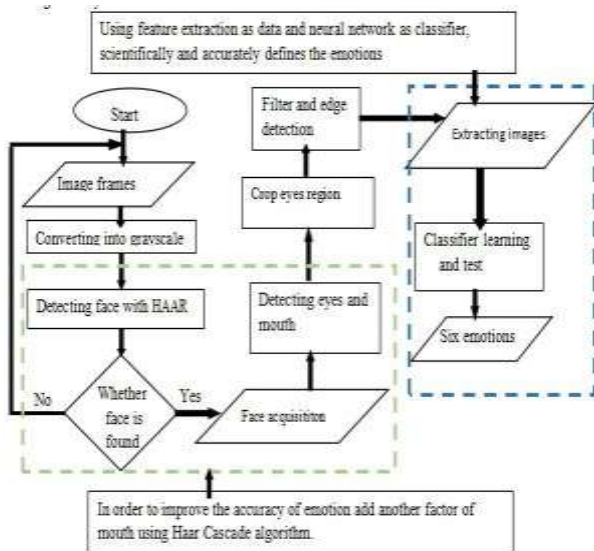 Using feature extraction as data and neural network as classifier,
scientifically and accurately defines the emotions
Start
Image frames
Converting into grayscale
Detecting face with HAAR
Whether
face is
found
No
Yes
Face acquisititon
Detecting eyes and
mouth
Crop eyes region
Filter and edge
detection
Extracting images
Classifier learning
and test
Six emotions
In order to improve the accuracy of emotion add another factor of
mouth using Haar Cascade algorithm.